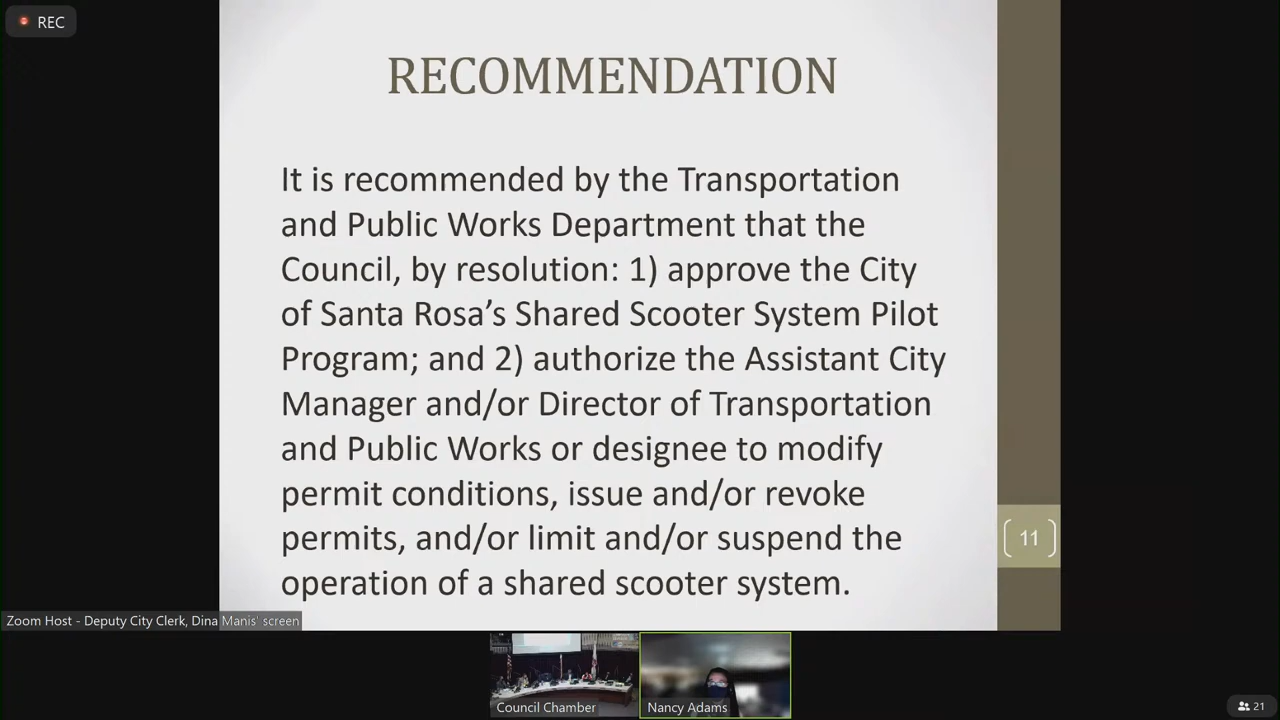 REC
RECOMMENDATION
It is recommended by the Transportation
and Public Works Department that the
Council, by resolution: 1) approve the City
of Santa Rosa’s Shared Scooter System Pilot
Program; and 2) authorize the Assistant City
Manager and/or Director of Transportation
and Public Works or designee to modify
permit conditions, issue and/or revoke
permits, and/or limit and/or suspend the
operation of a shared scooter system.
11
Zoom Host - Deputy City Clerk, Dina Manis' screen
Council Chamber
Nancy Adams
21